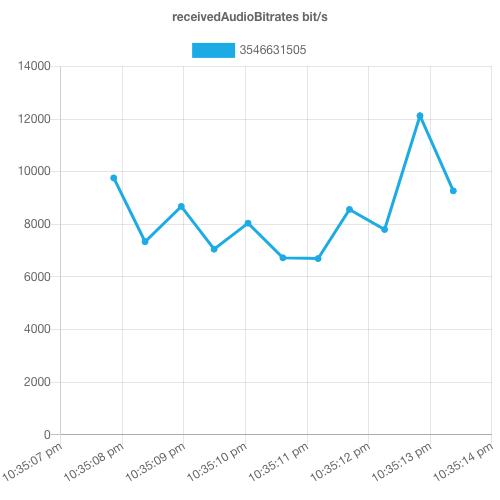 receivedAudioBitrates bit/s
3546631505
14000
12000
10000
8000
6000
4000
2000
0
10:35:07 pm
10:35:08 pm
10:35:09 pm
10:35:10 pm
10:35:11 pm
10:35:12 pm
10:35:13 pm
10:35:14 pm